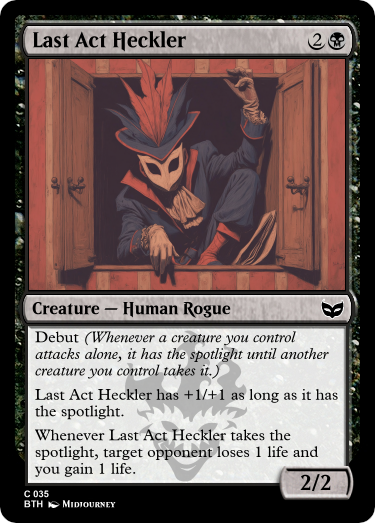 Last Act Heckler 2
Creature — Human Rogue
Debut (Whenever a creature you control
attacks alone, it has the spotlight until another
creature you control takes it.)
Last Act Heckler has +1/+1 as long as it has
the spotlight.
Whenever Last Act Heckler takes the
spotlight, target opponent loses 1 life and
you gain 1 life.
2/2
C 035
BTH Midjourney